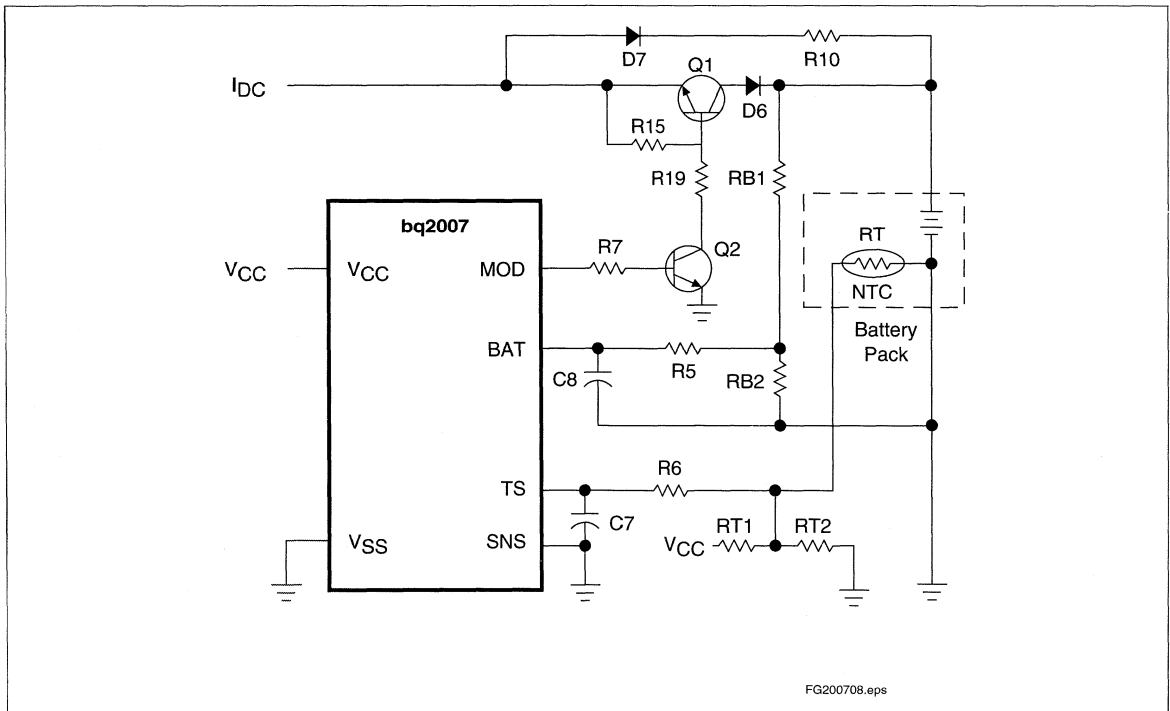 D7
R10
Q1
IDC
D6
R15
R19
RB1
bq2007
RT
Q2
R7
VCC
VCC
MOD
NTC
Battery
Pack
BAT
R5
C8
RB2
R6
TS
C7
RT1
RT2
VCC
VSS
SNS
FG200708.eps